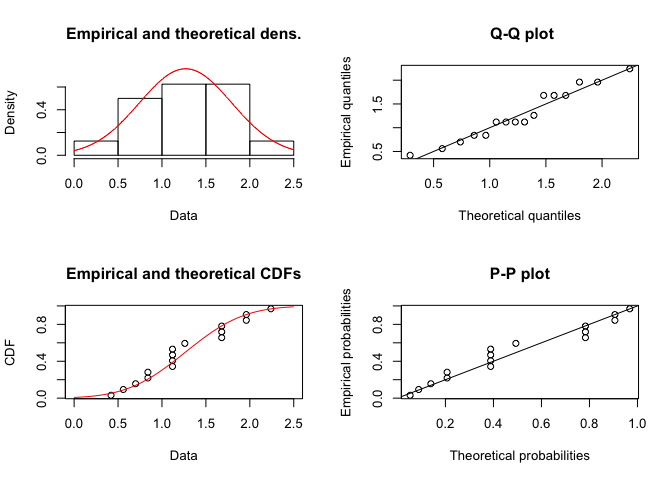 Empirical and theoretical dens.
Density
0.0 0.4
0.0 0.5 1.0 1.5 2.0 2.5
Data
Q-Q plot
Empirical quantiles
0.5 1.5
0.5 1.0 1.5 2.0
Theoretical quantiles
Empirical and theoretical CDFs
CDF
0.0 0.4 0.8
0.0 0.5 1.0 1.5 2.0 2.5
Data
P-P plot
Empirical probabilities
0.0 0.4 0.8
0.2 0.4 0.6 0.8 1.0
Theoretical probabilities